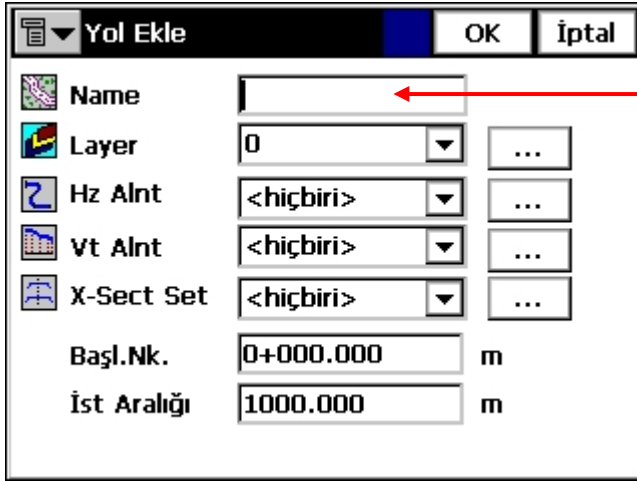 Yol Ekle OK İptal
Name
Layer 0 ...
Hz Alnt <hiçbiri> ...
Vt Alnt <hiçbiri> ...
X-Sect Set <hiçbiri> ...
Başl.Nk. 0+000.000 m
İst Aralığı 1000.000 m